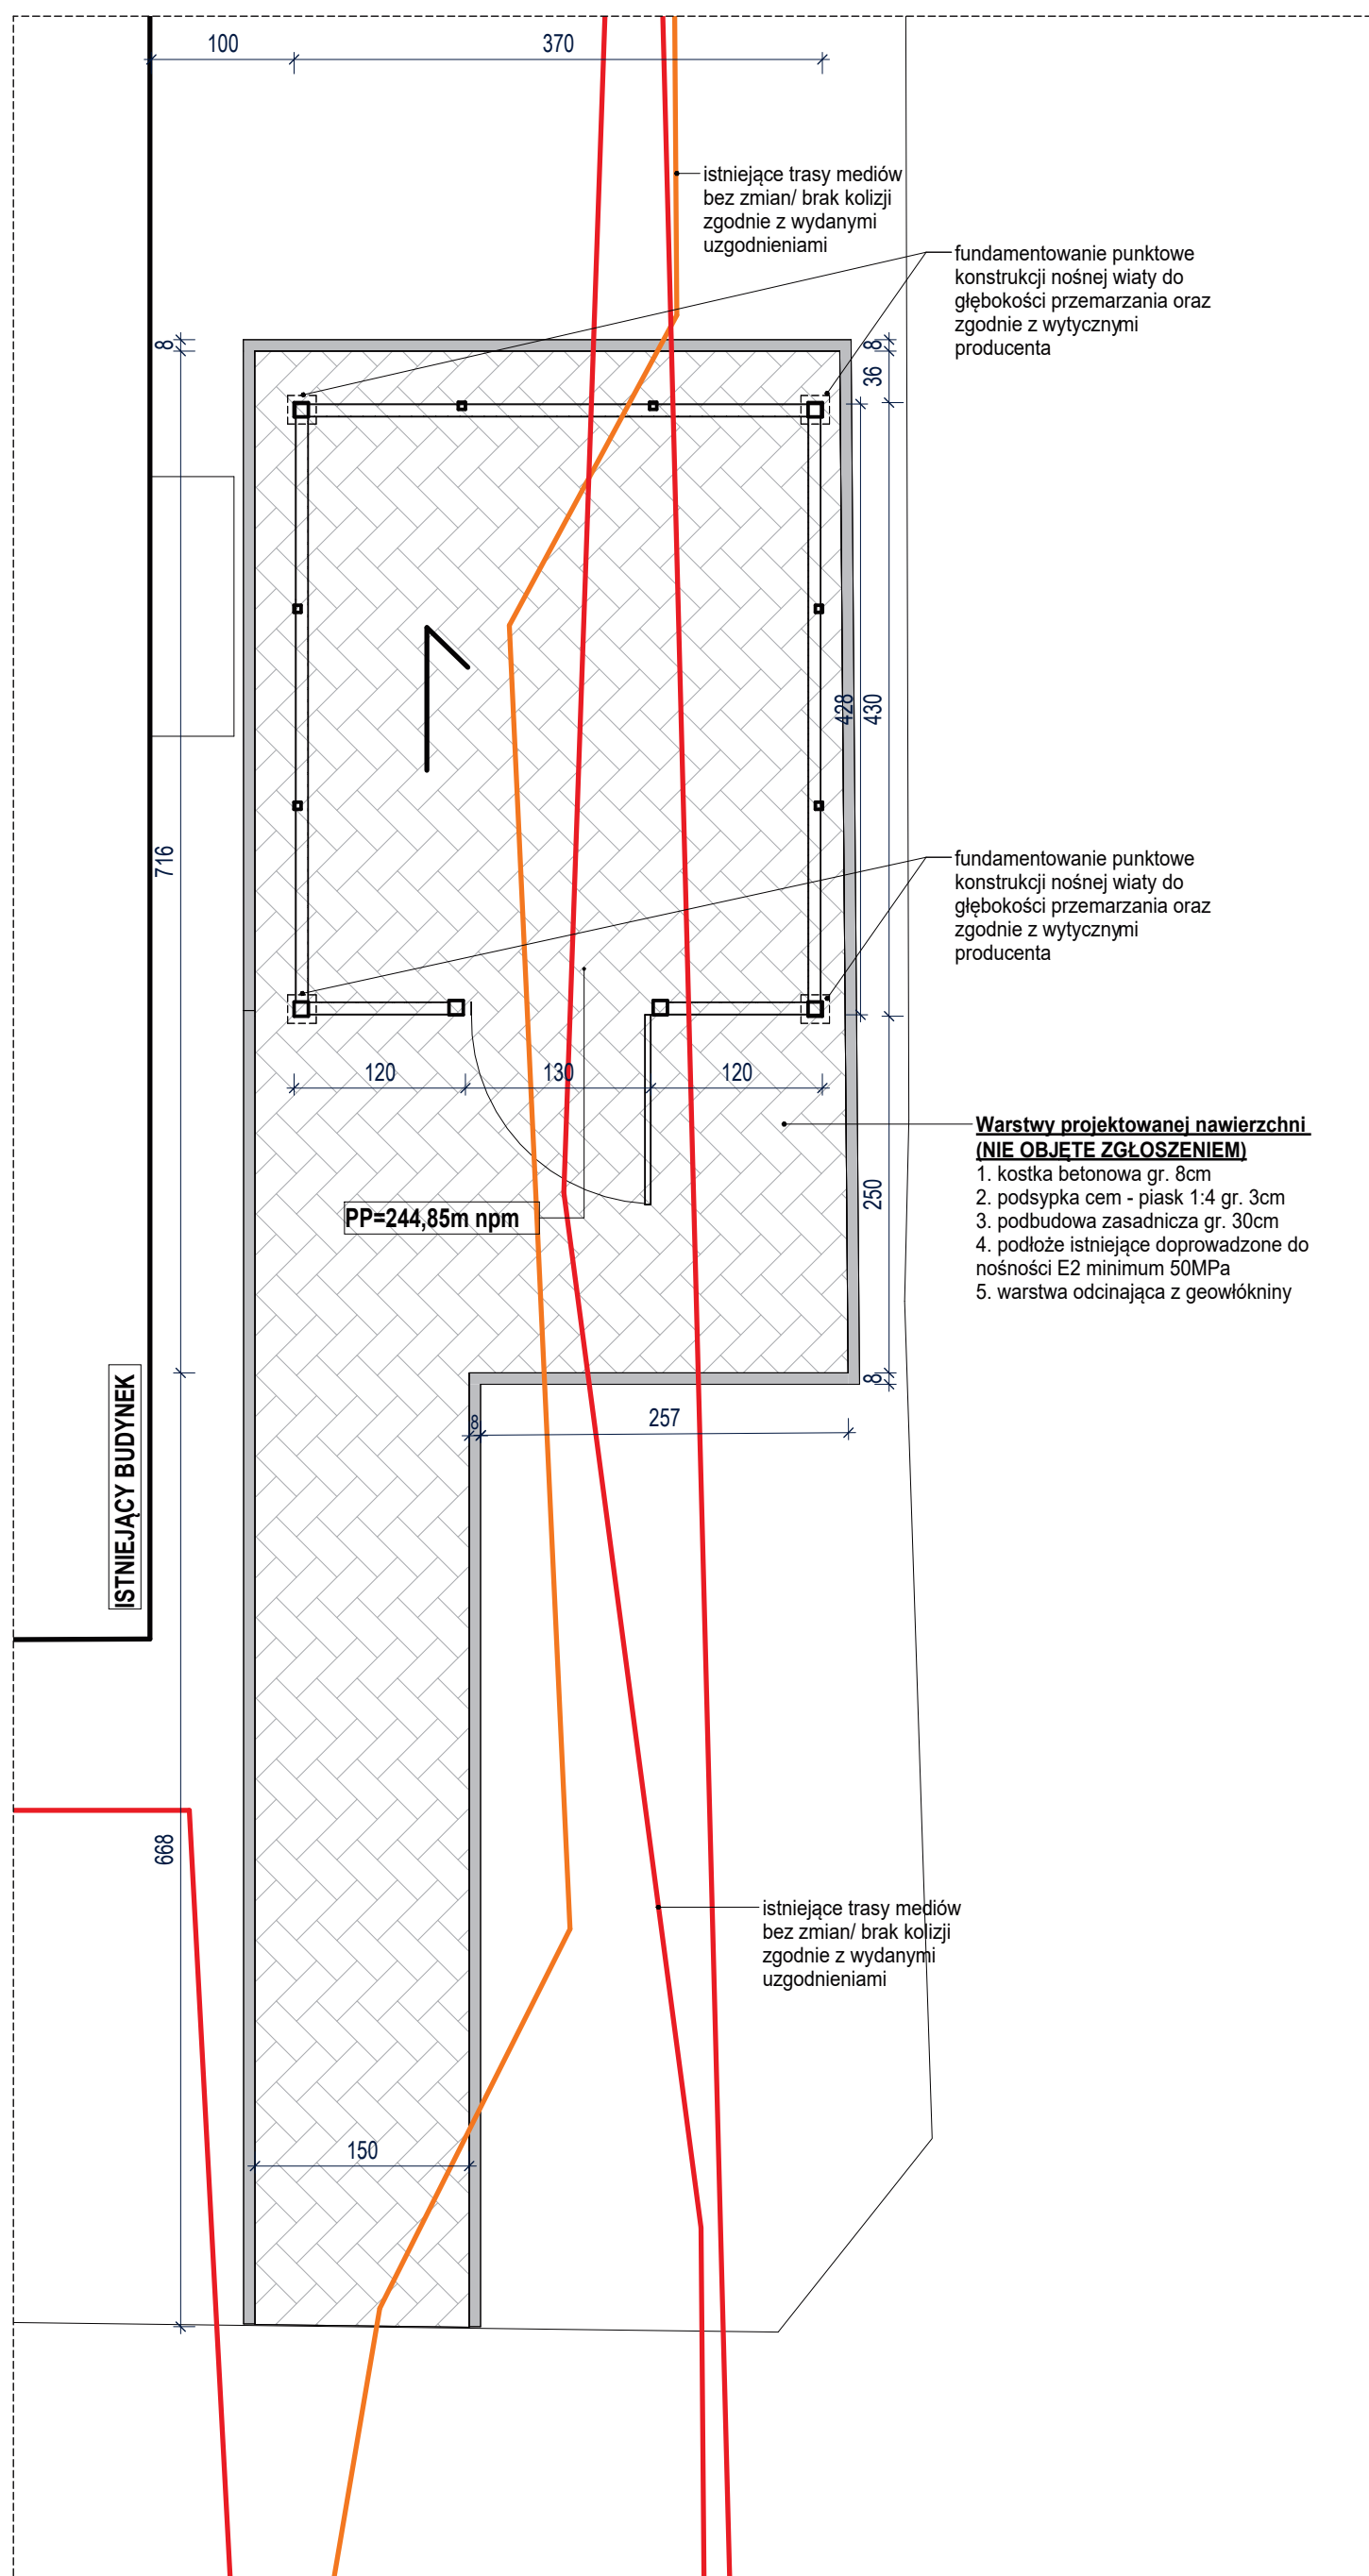 100
370
istniejące trasy mediów
bez zmian/ brak kolizji
zgodnie z wydanymi
uzgodnieniami
fundamentowanie punktowe
konstrukcji nośnej wiaty do
głębokości przemarzania oraz
zgodnie z wytycznymi
producenta
8
8
36
428
430
716
fundamentowanie punktowe
konstrukcji nośnej wiaty do
głębokości przemarzania oraz
zgodnie z wytycznymi
producenta
120
130
120
Warstwy projektowanej nawierzchni
(NIE OBJĘTE ZGŁOSZENIEM)
1. kostka betonowa gr. 8cm
2. podsypka cem - piask 1:4 gr. 3cm
3. podbudowa zasadnicza gr. 30cm
4. podłoże istniejące doprowadzone do
nośności E2 minimum 50MPa
5. warstwa odcinająca z geowłókniny
250
PP=244,85m npm
8
8
257
ISTNIEJĄCY BUDYNEK
668
istniejące trasy mediów
bez zmian/ brak kolizji
zgodnie z wydanymi
uzgodnieniami
150